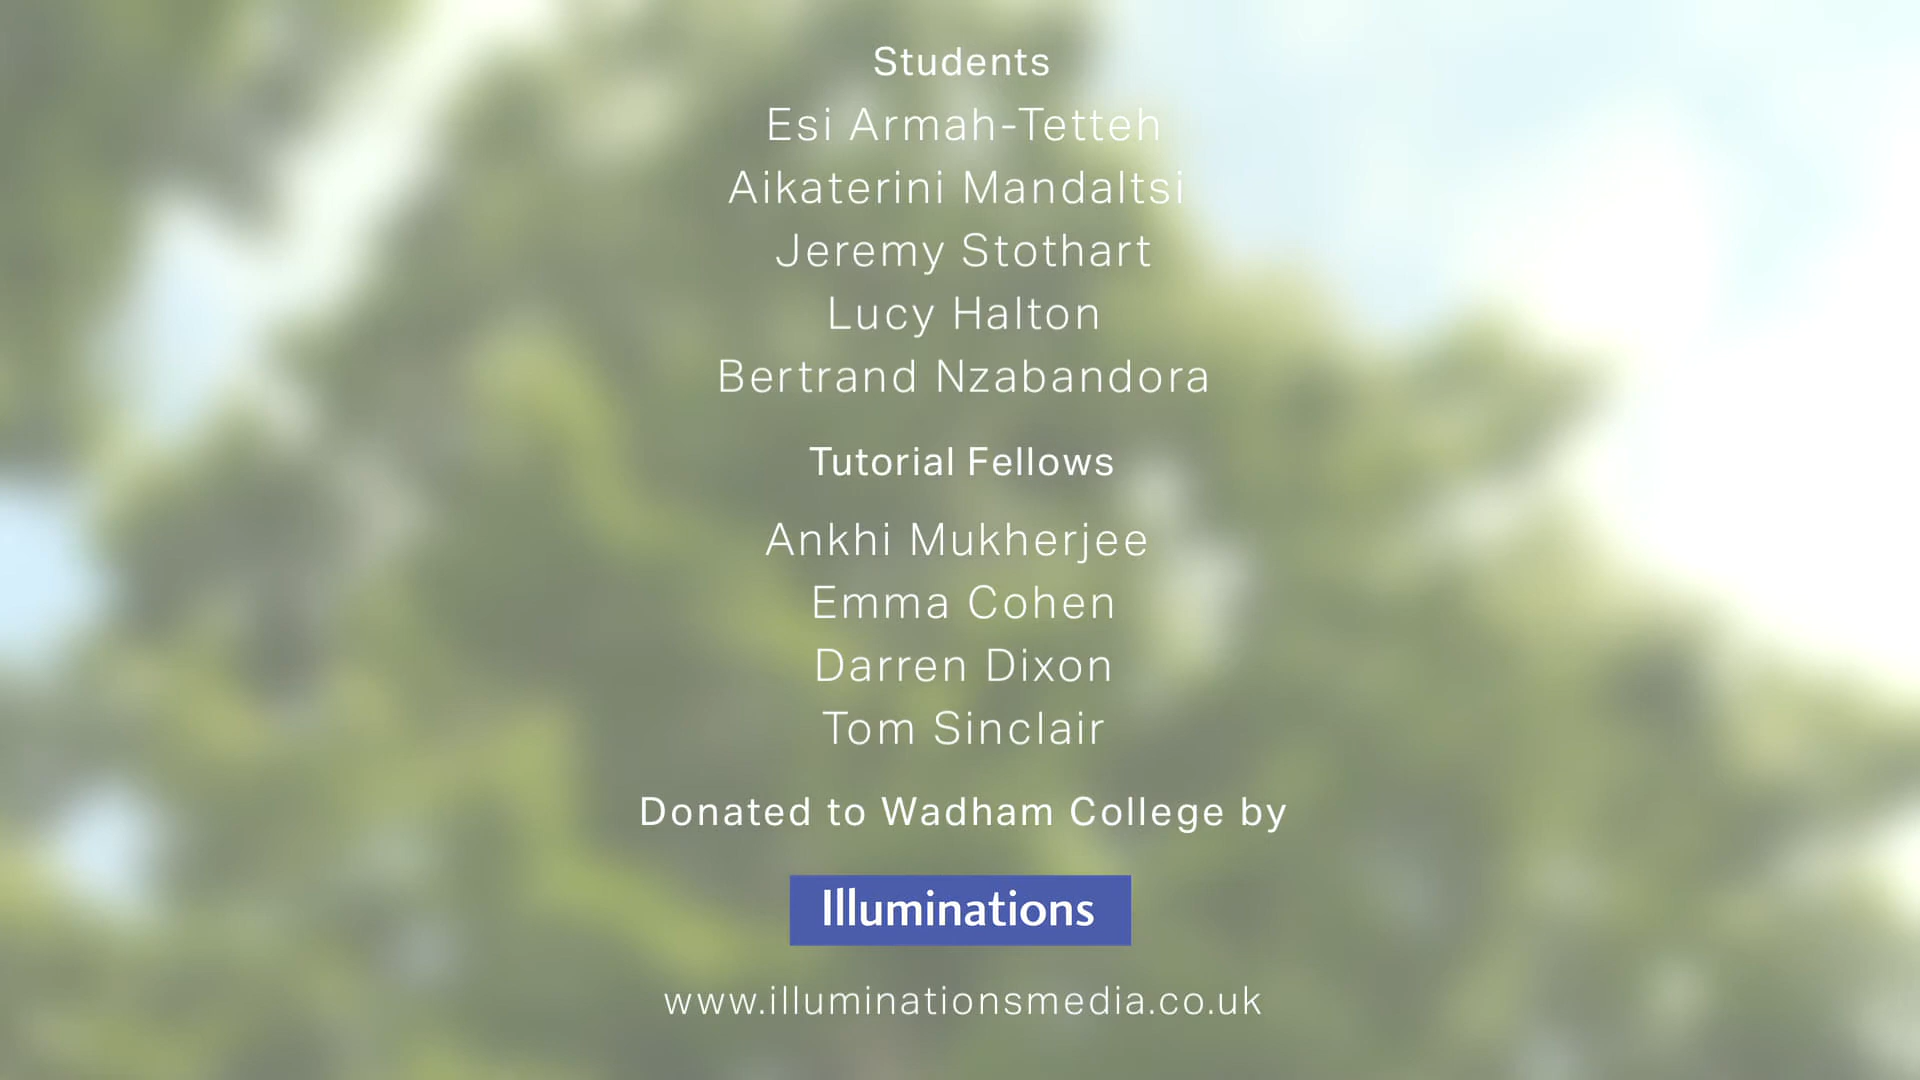 Students
Esi Armah-Tetteh
Aikaterini Mandaltsi
Jeremy Stothart
Lucy Halton
Bertrand Nzabandora
Tutorial Fellows
Ankhi Mukherjee
Emma Cohen
Darren Dixon
Tom Sinclair
Donated to Wadham College by
Illuminations
www.illuminationsmedia.co.uk